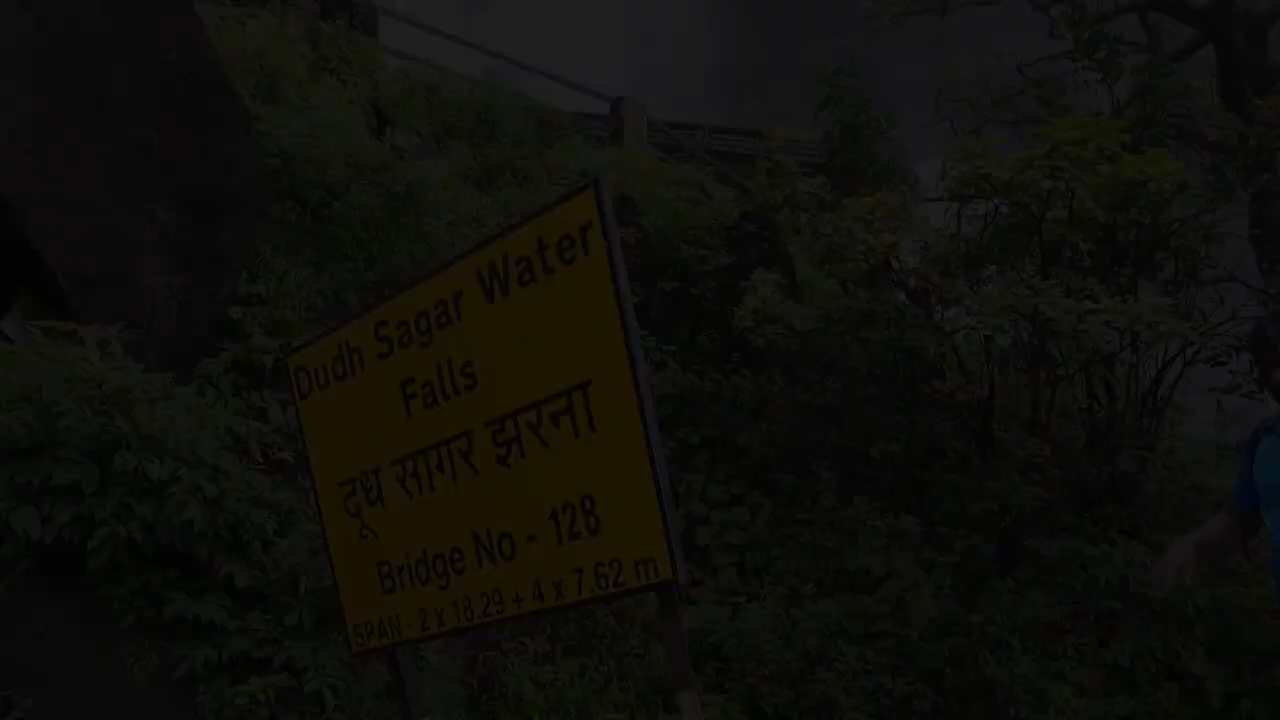 Dudh Sagar Water
Falls
दूध सागर झरना
Bridge No - 128
SPAN - 2 x 18.29 + 4 x 7.62 m